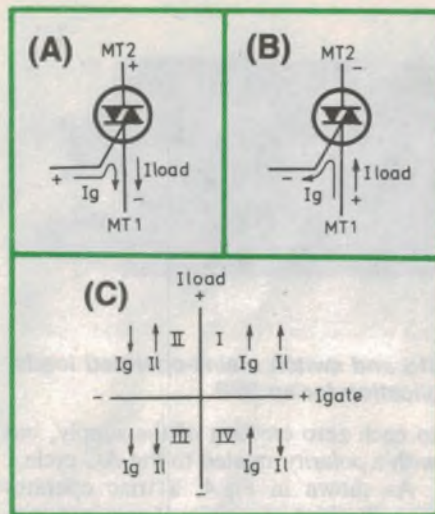 (A)
MT2
+
+
Ig
Iload
-
MT1
(B)
MT2
-
-
Ig
Iload
+
MT1
(C)
Iload
+
II I
Ig Il Ig Il
- + Igate
III IV
Ig Il Ig Il
-